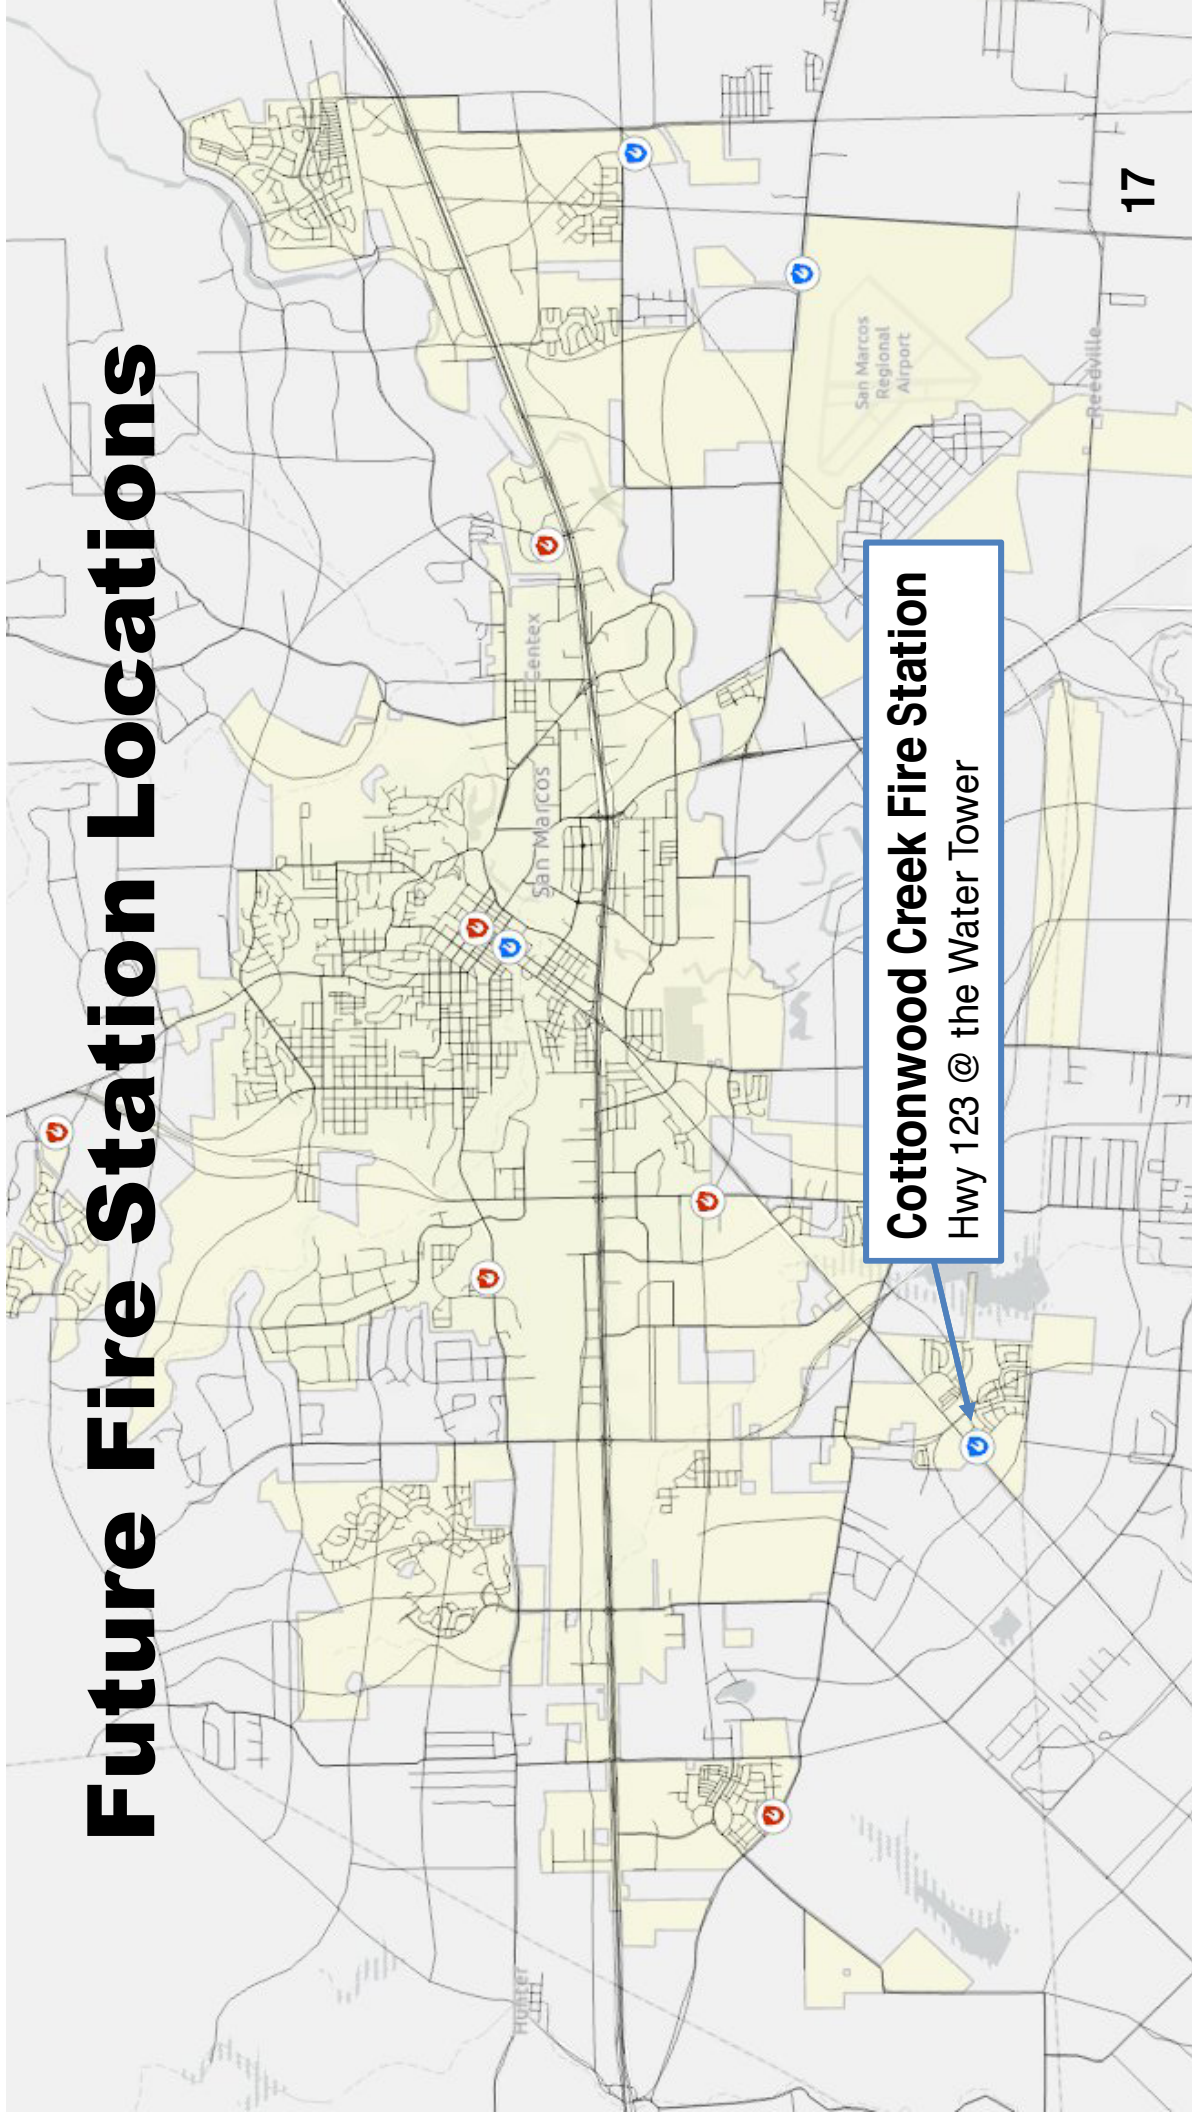 Future Fire Station Locations
San Marcos
Centex
Hunter
San Marcos
Regional
Airport
Reedville
Cottonwood Creek Fire Station
Hwy 123 @ the Water Tower
17